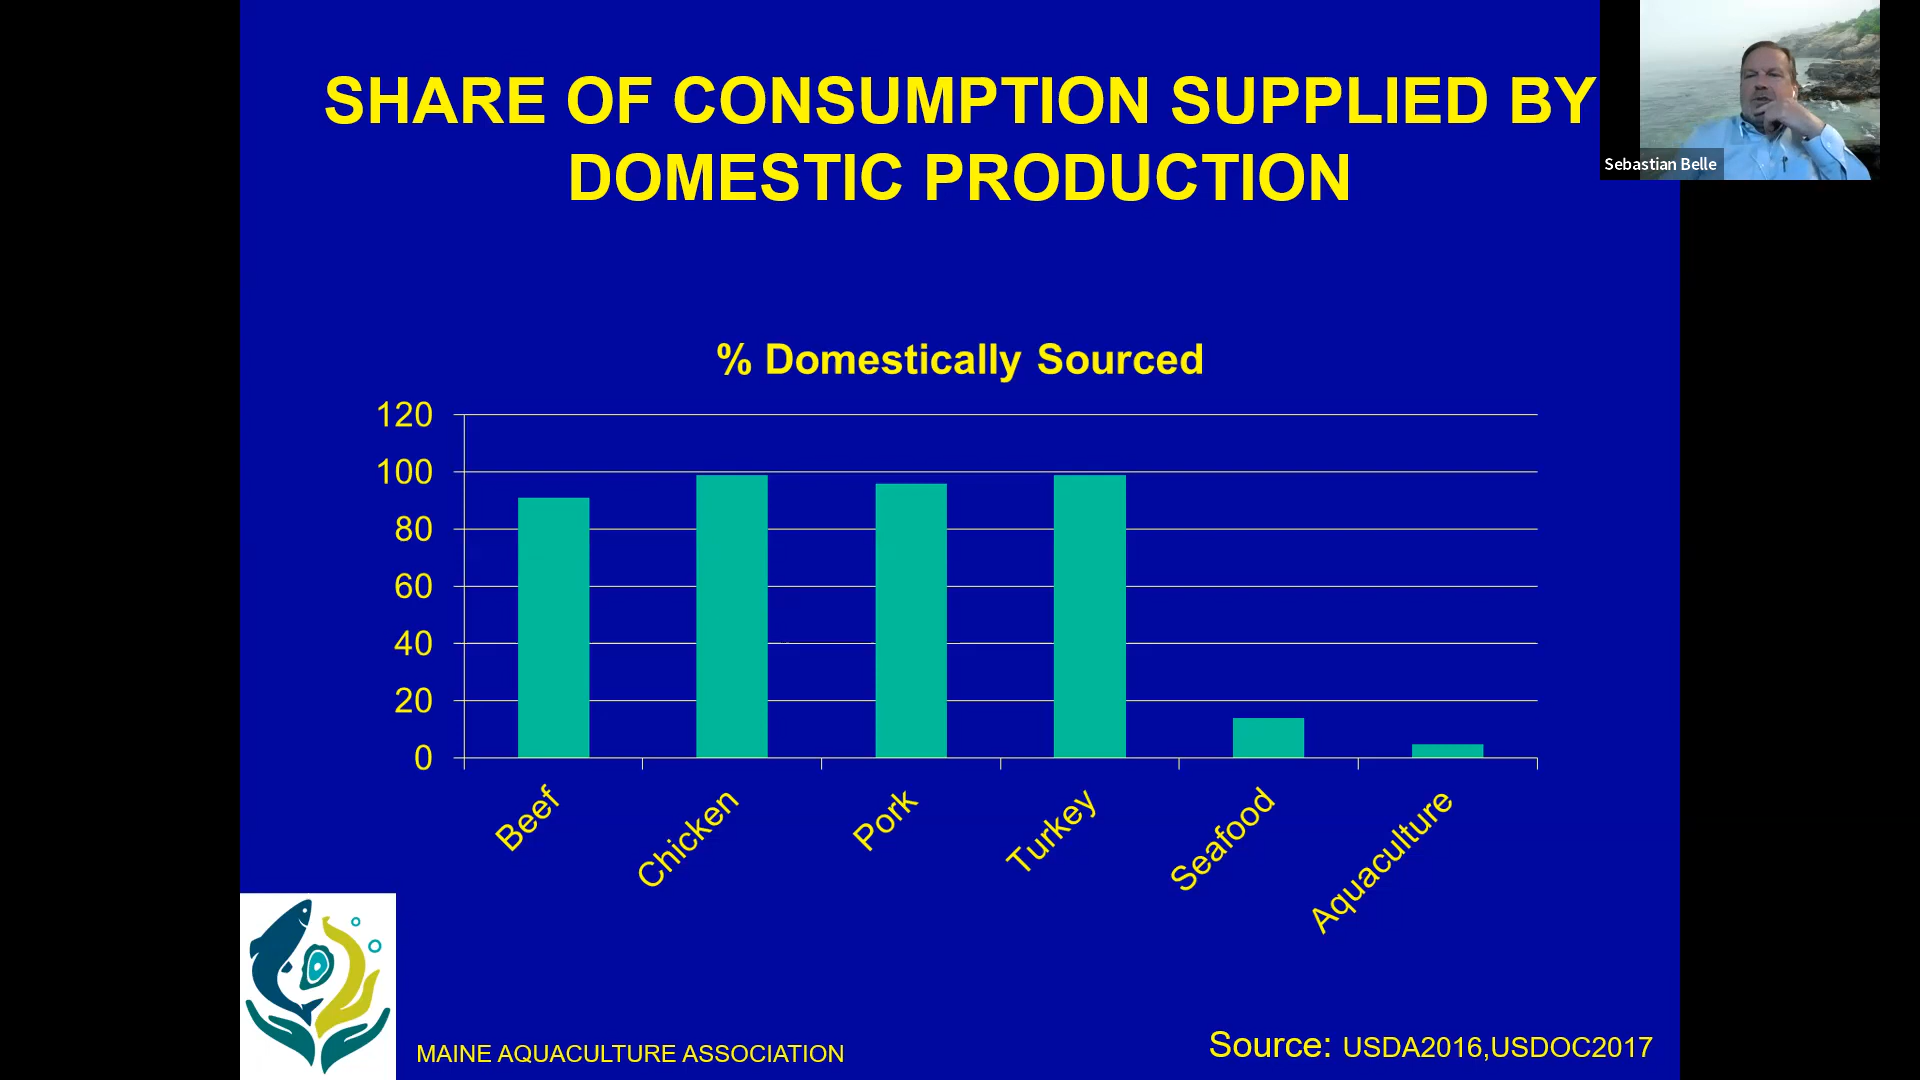 SHARE OF CONSUMPTION SUPPLIED BY
DOMESTIC PRODUCTION
Sebastian Belle
% Domestically Sourced
120
100
80
60
40
20
0
Beef
Chicken
Pork
Turkey
Seafood
Aquaculture
MAINE AQUACULTURE ASSOCIATION
Source: USDA2016,USDOC2017